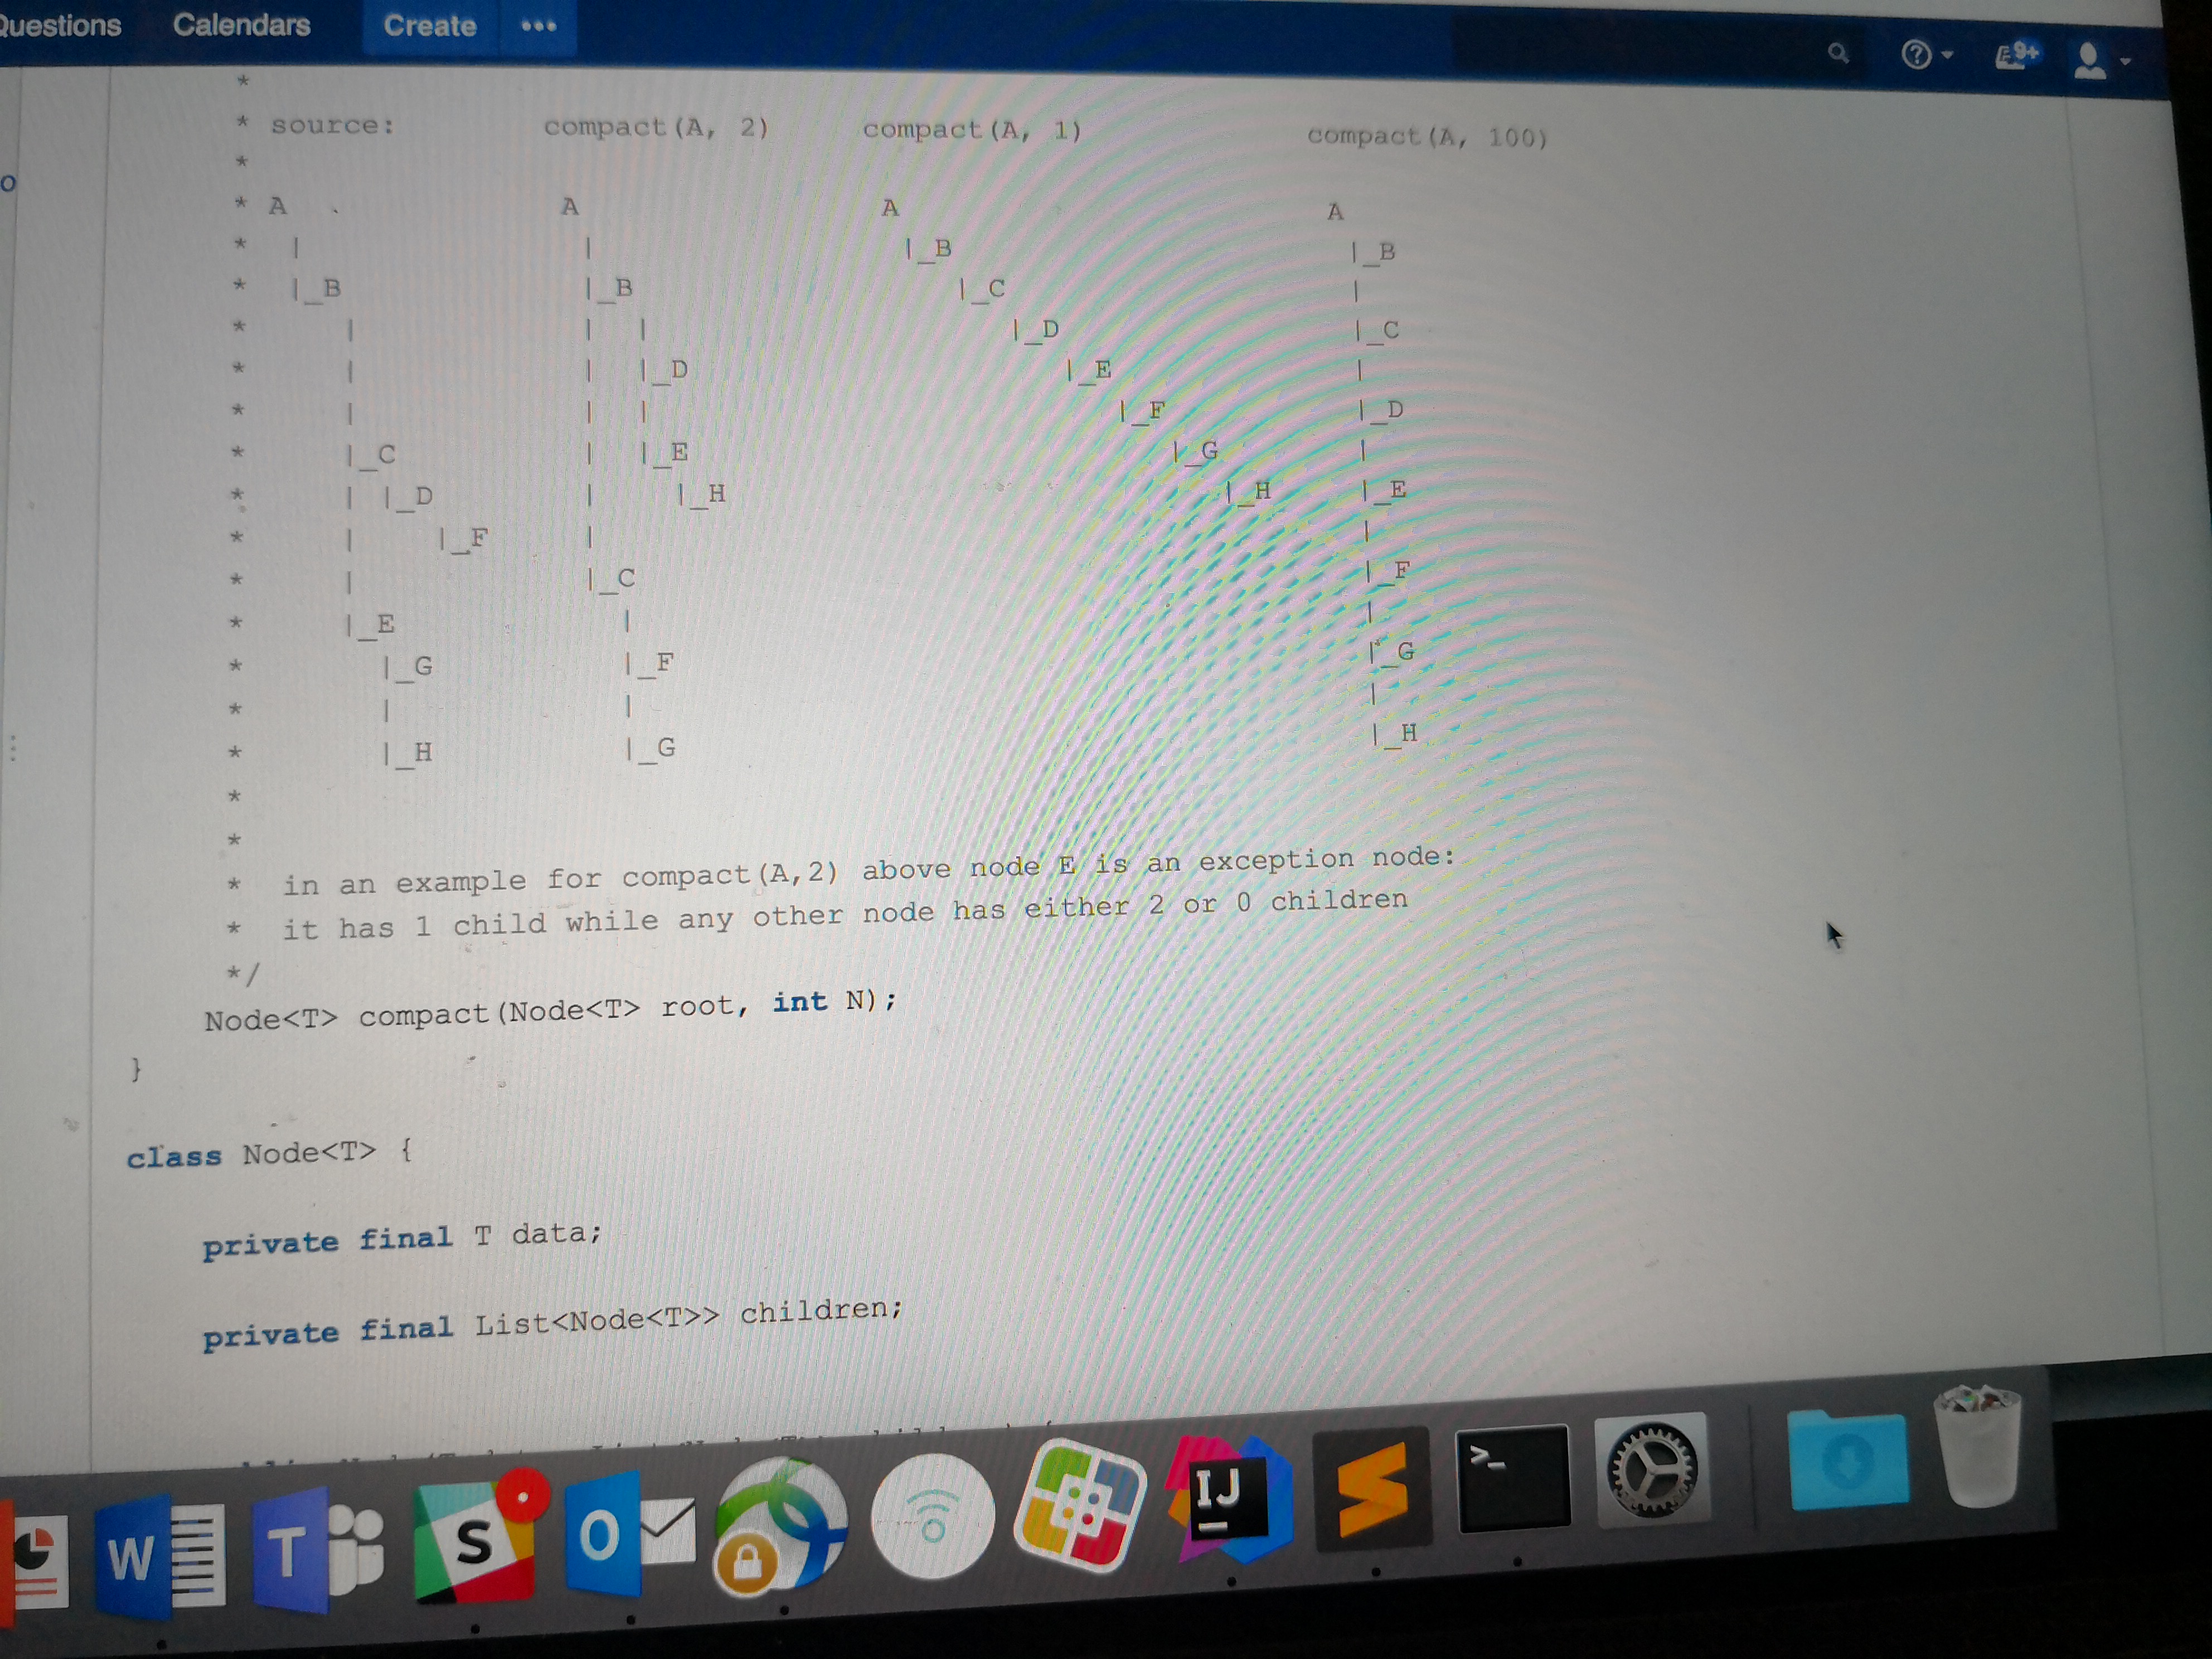 Questions Calendars Create •••
9+
*
* source: compact(A, 2) compact(A, 1) compact(A, 100)
*
* A . A A A
* | | |_B |_B
* |_B |_B |_C |
* | | | |_D |_C
* | | |_D |_E |
* | | | |_F |_D
* |_C | |_E |_G |
* | |_D | |_H |_H |_E
* | |_F | |
* | |_C |_F
* |_E | |
* |_G |_F |_G
* | | |
* |_H |_G |_H
*
*
* in an example for compact(A,2) above node E is an exception node:
* it has 1 child while any other node has either 2 or 0 children
*/
Node<T> compact(Node<T> root, int N);
}
class Node<T> {
private final T data;
private final List<Node<T>> children;
W T S O IJ >_